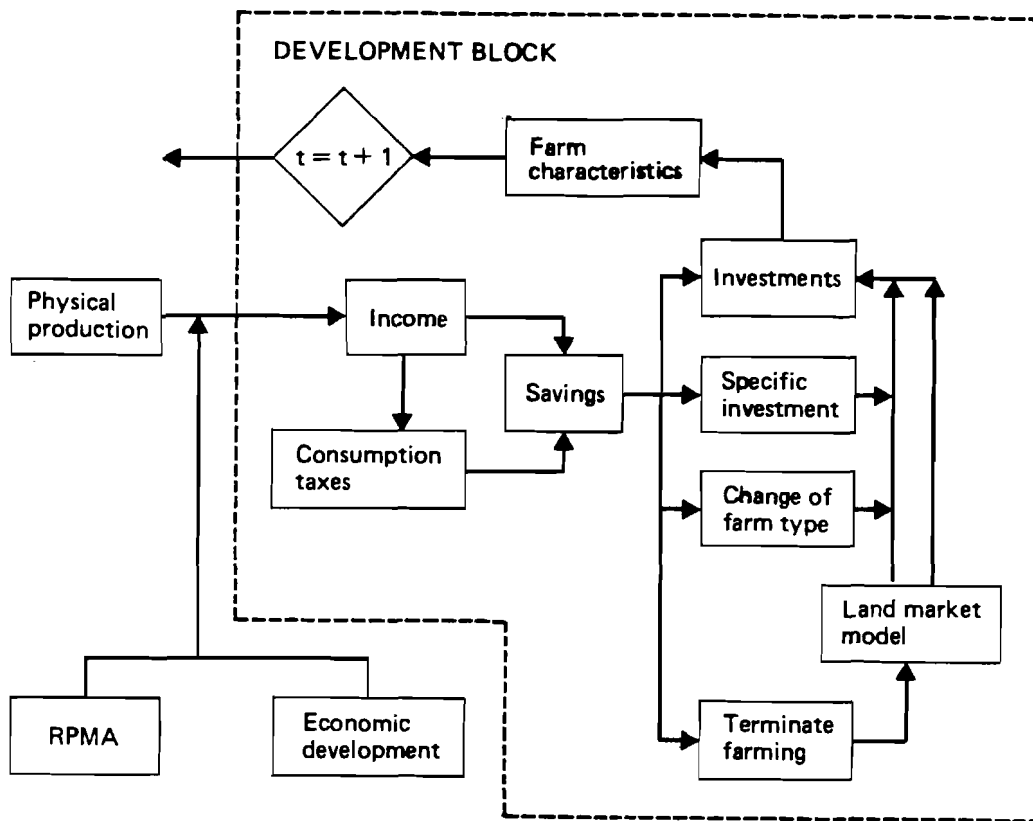 DEVELOPMENT BLOCK
t = t + 1
Farm
characteristics
Investments
Physical
production
Income
Savings
Specific
investment
Consumption
taxes
Change of
farm type
Land market
model
RPMA
Economic
development
Terminate
farming